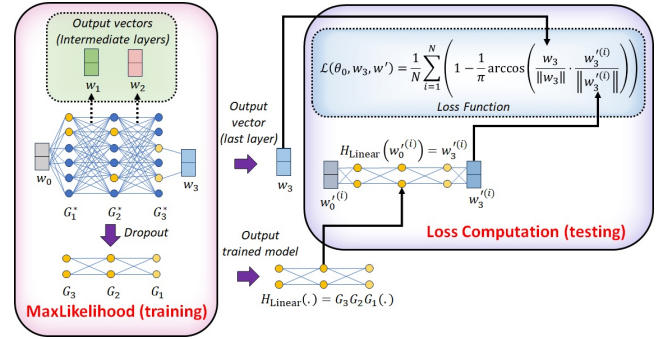 Output vectors
(Intermediate layers)
w₁ w₂
w₀
w₃
G₁* G₂* G₃*
Dropout
G₃ G₂ G₁
MaxLikelihood (training)
Output
vector
(last layer)
w₃
Output
trained model
H_Linear(.) = G₃G₂G₁(.)
ℒ(θ₀, w₃, w′) = 1/N ∑_{i=1}^{N} (1 − 1/π arccos(w₃/‖w₃‖ · w₃′⁽ⁱ⁾/‖w₃′⁽ⁱ⁾‖))
Loss Function
H_Linear(w₀′⁽ⁱ⁾) = w₃′⁽ⁱ⁾
w₀′⁽ⁱ⁾
w₃′⁽ⁱ⁾
Loss Computation (testing)